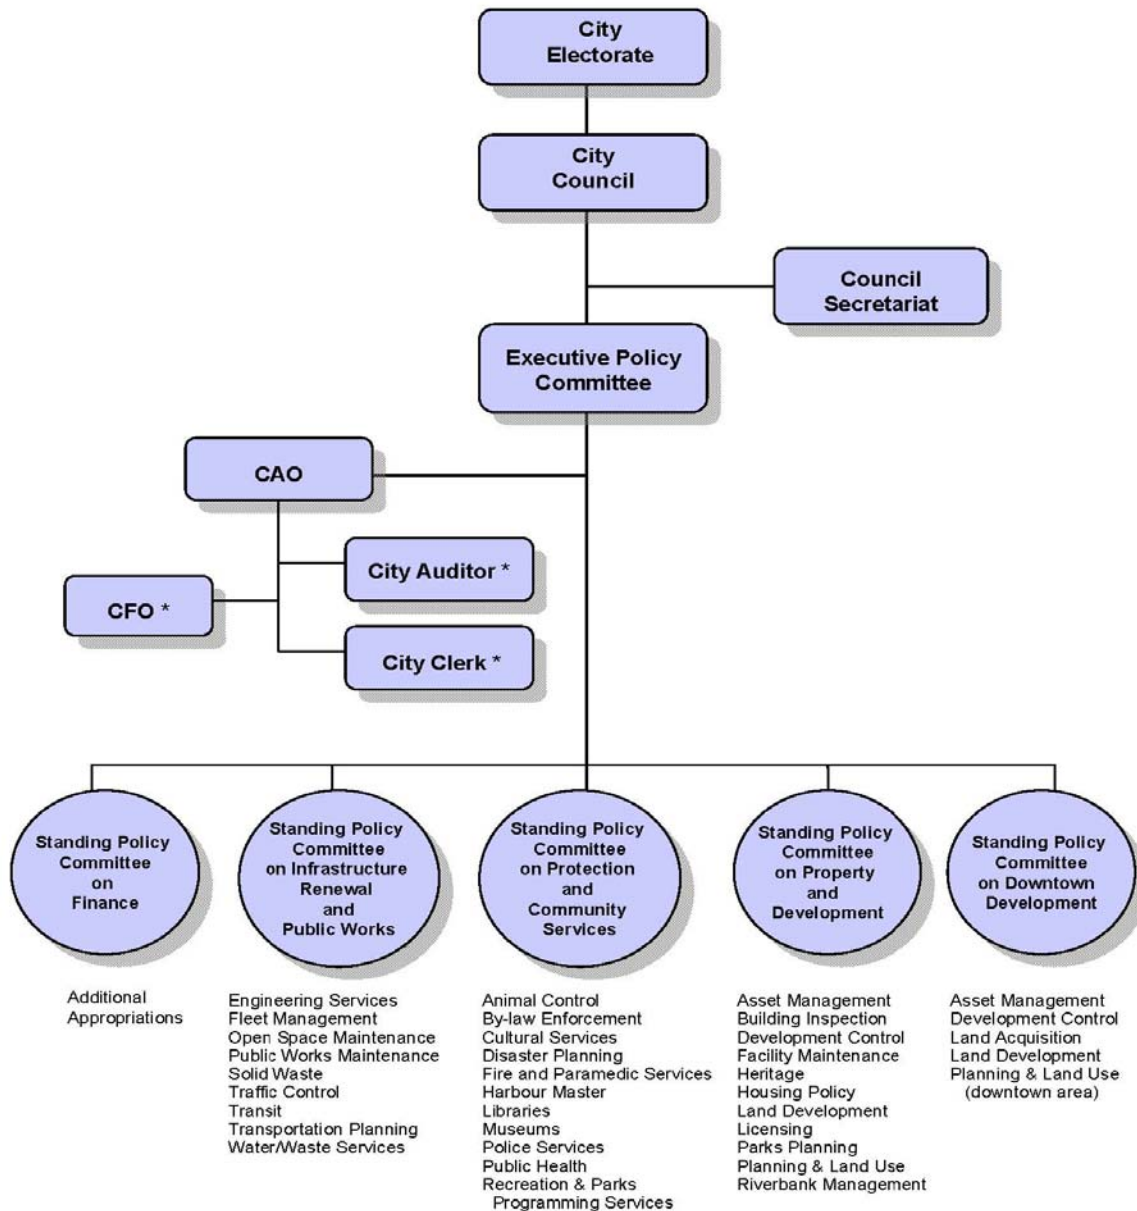 City
Electorate
City
Council
Council
Secretariat
Executive Policy
Committee
CAO
City Auditor *
CFO *
City Clerk *
Standing Policy
Committee
on
Finance
Standing Policy
Committee
on Infrastructure
Renewal
and
Public Works
Standing Policy
Committee
on Protection
and
Community
Services
Standing Policy
Committee
on Property
and
Development
Standing Policy
Committee
on Downtown
Development
Additional
Appropriations
Engineering Services
Fleet Management
Open Space Maintenance
Public Works Maintenance
Solid Waste
Traffic Control
Transit
Transportation Planning
Water/Waste Services
Animal Control
By-law Enforcement
Cultural Services
Disaster Planning
Fire and Paramedic Services
Harbour Master
Libraries
Museums
Police Services
Public Health
Recreation & Parks
Programming Services
Asset Management
Building Inspection
Development Control
Facility Maintenance
Heritage
Housing Policy
Land Development
Licensing
Parks Planning
Planning & Land Use
Riverbank Management
Asset Management
Development Control
Land Acquisition
Land Development
Planning & Land Use
(downtown area)